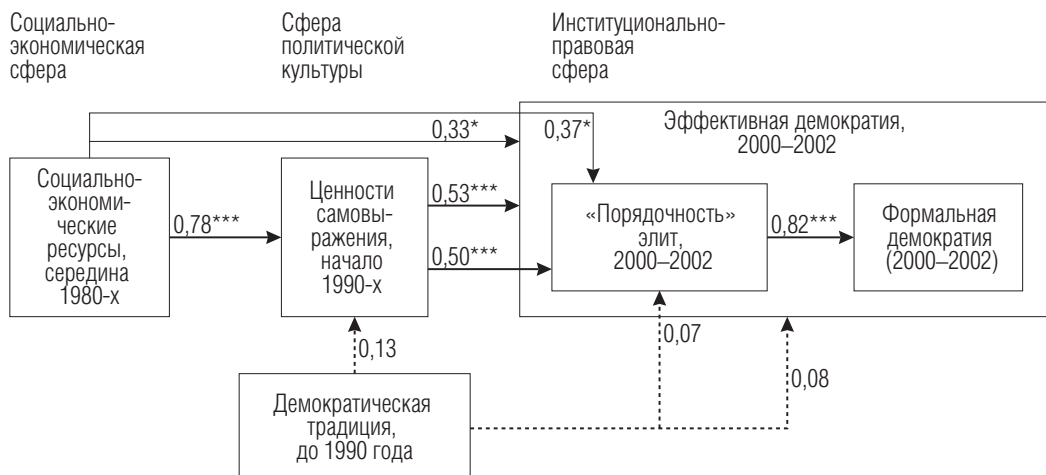 Социально-
экономическая
сфера
Сфера
политической
культуры
Институционально-
правовая
сфера
0,33*
0,37*
Эффективная демократия,
2000–2002
Социально-
экономи-
ческие
ресурсы,
середина
1980-х
0,78***
Ценности
самовы-
ражения,
начало
1990-х
0,53***
0,50***
«Порядочность»
элит,
2000–2002
0,82***
Формальная
демократия
(2000–2002)
0,13
0,07
0,08
Демократическая
традиция,
до 1990 года